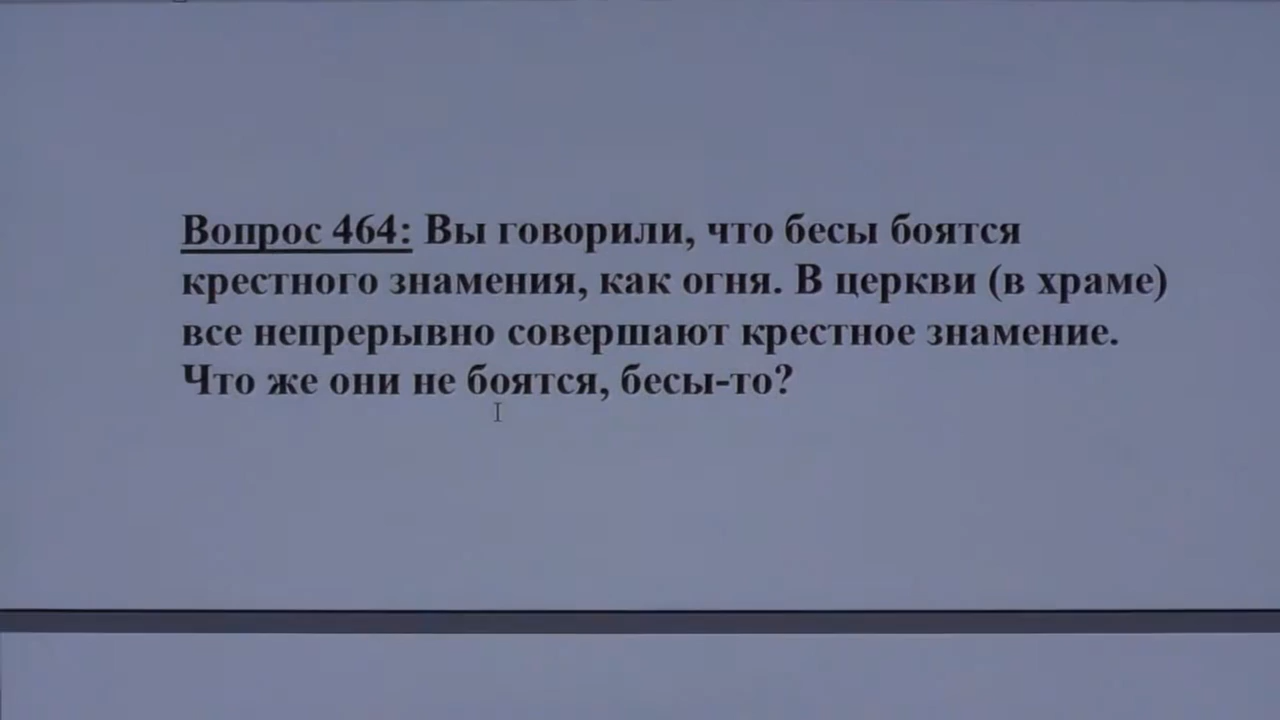 Вопрос 464: Вы говорили, что бесы боятся
крестного знамения, как огня. В церкви (в храме)
все непрерывно совершают крестное знамение.
Что же они не боятся, бесы-то?